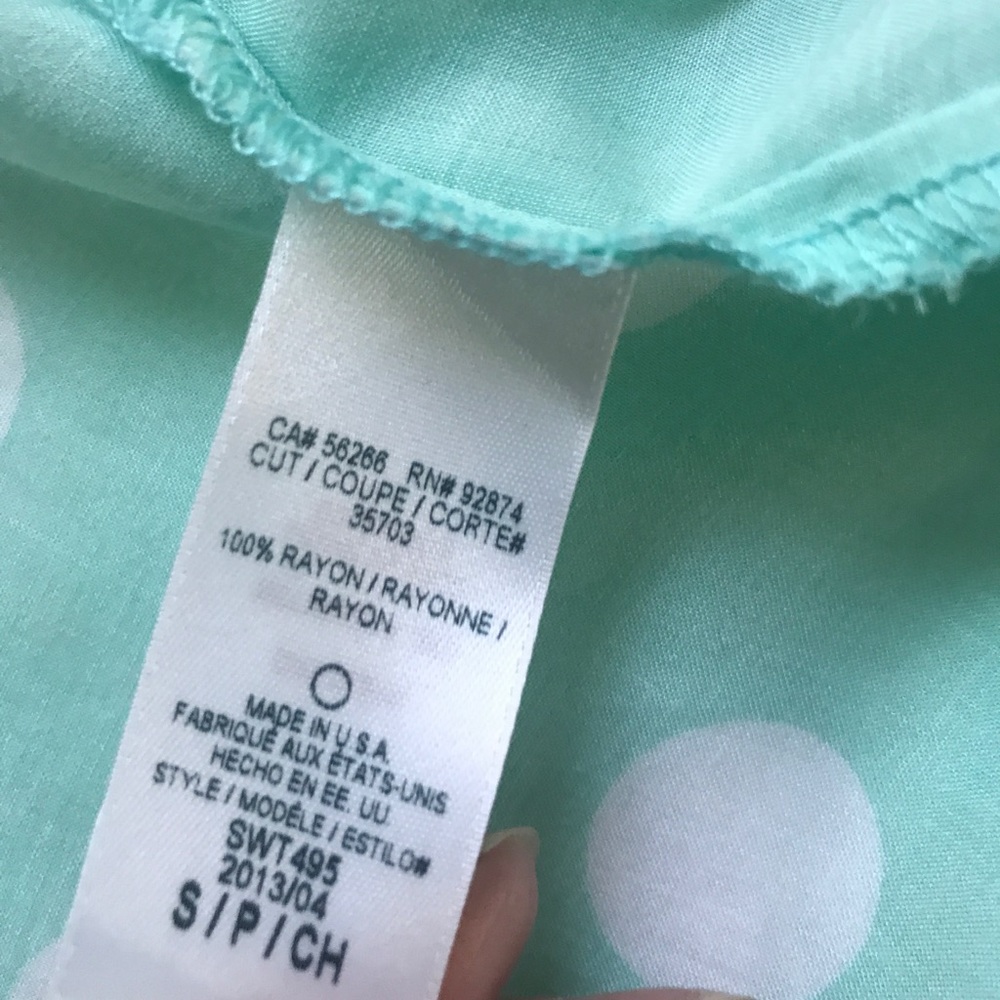 CA# 56266 RN# 92874
CUT / COUPE / CORTE#
35703
100% RAYON / RAYONNE /
RAYON
MADE IN U.S.A.
FABRIQUÉ AUX ÉTATS-UNIS
HECHO EN EE. UU.
STYLE / MODÉLE / ESTILO#
SWT495
2013/04
S / P / CH